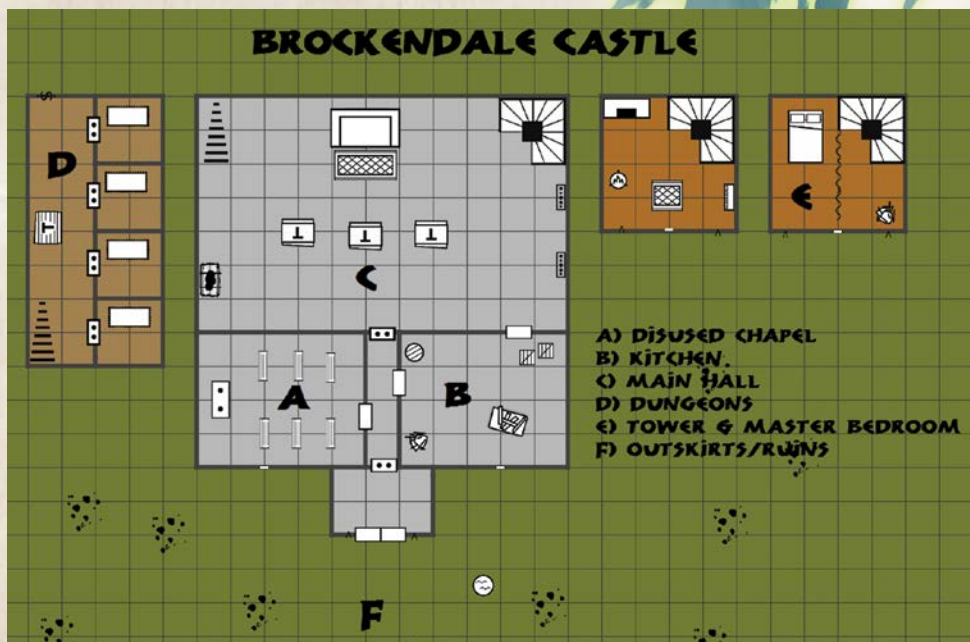 BROCKENDALE CASTLE
S
D
T
T
T
T
C
E
A
B
A) DISUSED CHAPEL
B) KITCHEN
C) MAIN HALL
D) DUNGEONS
E) TOWER & MASTER BEDROOM
F) OUTSKIRTS/RUINS
F